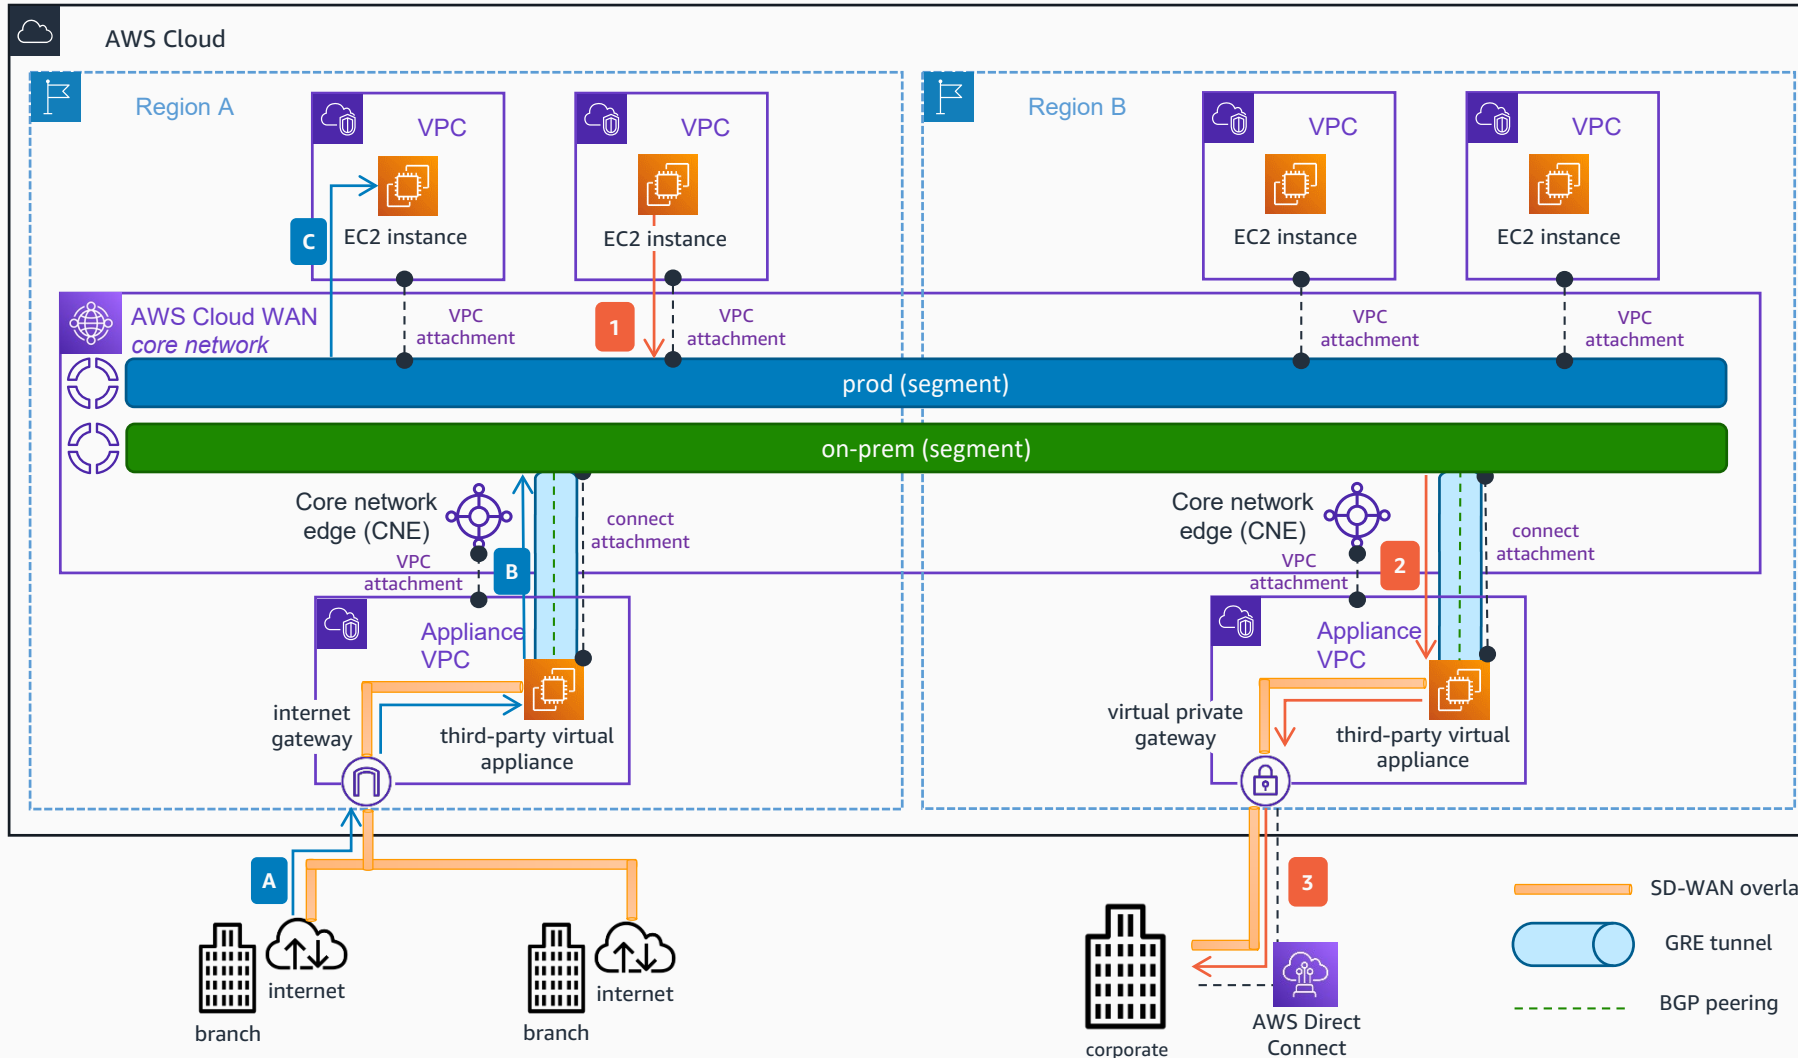 AWS Cloud
Region A
Region B
VPC
VPC
VPC
VPC
C
EC2 instance
EC2 instance
EC2 instance
EC2 instance
AWS Cloud WAN
core network
VPC
attachment
1
VPC
attachment
VPC
attachment
VPC
attachment
prod (segment)
on-prem (segment)
Core network
edge (CNE)
connect
attachment
Core network
edge (CNE)
connect
attachment
VPC
attachment
B
VPC
attachment
2
Appliance
VPC
Appliance
VPC
internet
gateway
third-party virtual
appliance
virtual private
gateway
third-party virtual
appliance
A
3
SD-WAN overla
GRE tunnel
BGP peering
internet
branch
internet
branch
corporate
AWS Direct
Connect